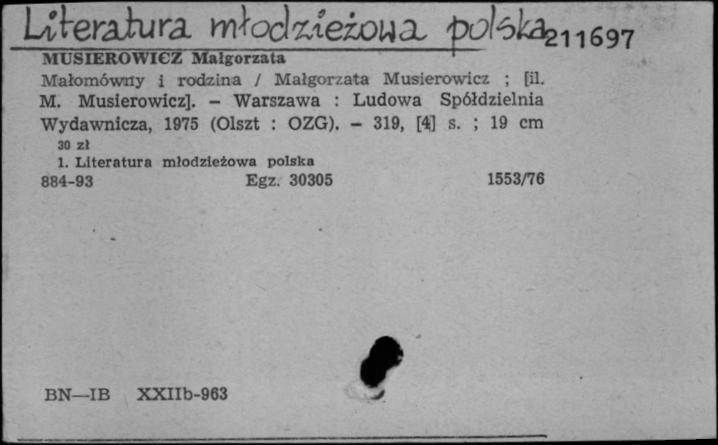 Literatura młodzieżowa polska 211697
MUSIEROWICZ Małgorzata
Małomówny i rodzina / Małgorzata Musierowicz ; [il.
M. Musierowicz]. – Warszawa : Ludowa Spółdzielnia
Wydawnicza, 1975 (Olszt : OZG). – 319, [4] s. ; 19 cm
30 zł
1. Literatura młodzieżowa polska
884-93 Egz. 30305 1553/76
BN—IB XXIIb-963